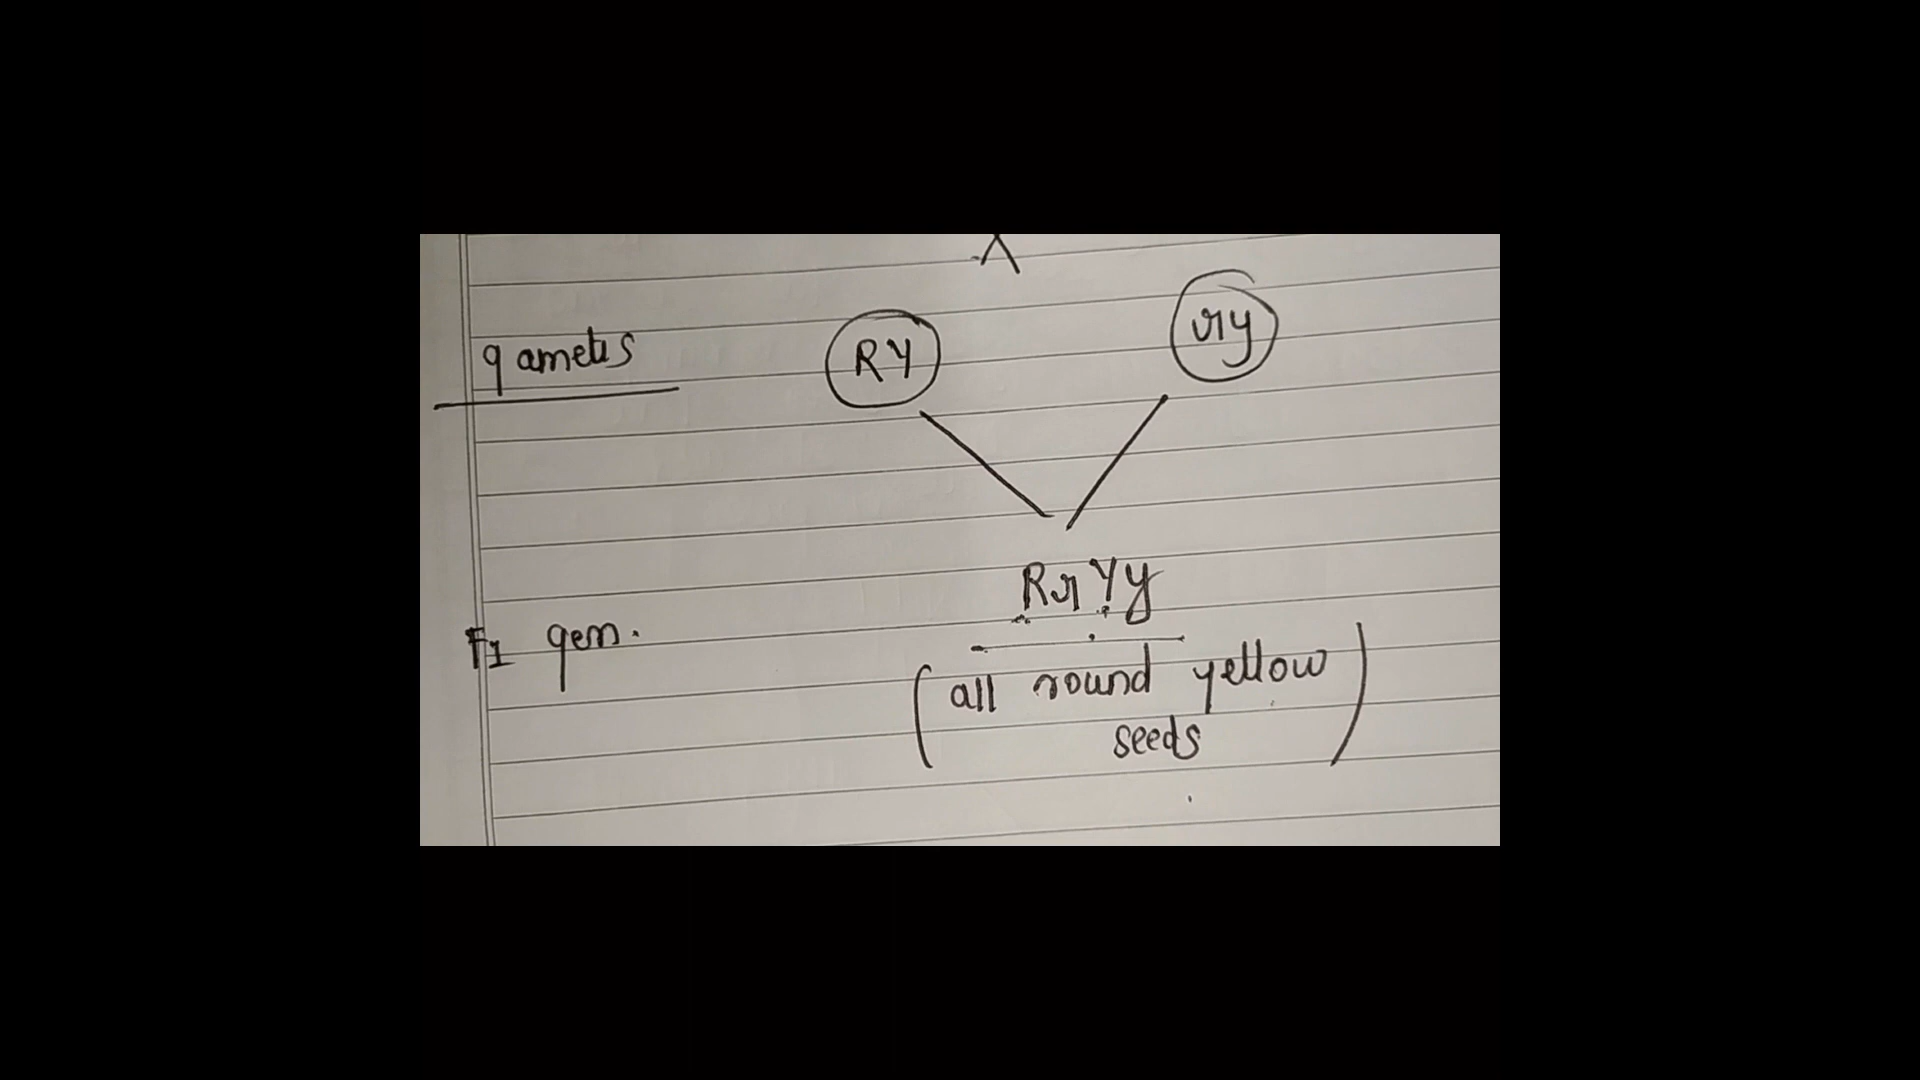 X
gametes RY ry
F1 gen. RrYy
(all round yellow
seeds)